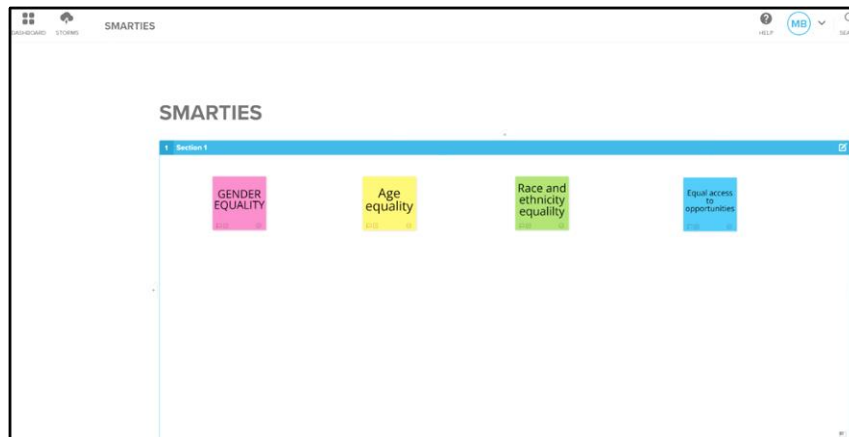 DASHBOARD STORMS SMARTIES HELP MB
SMARTIES
1 Section 1
GENDER
EQUALITY
Age
equality
Race and
ethnicity
equalilty
Equal access
to
opportunities